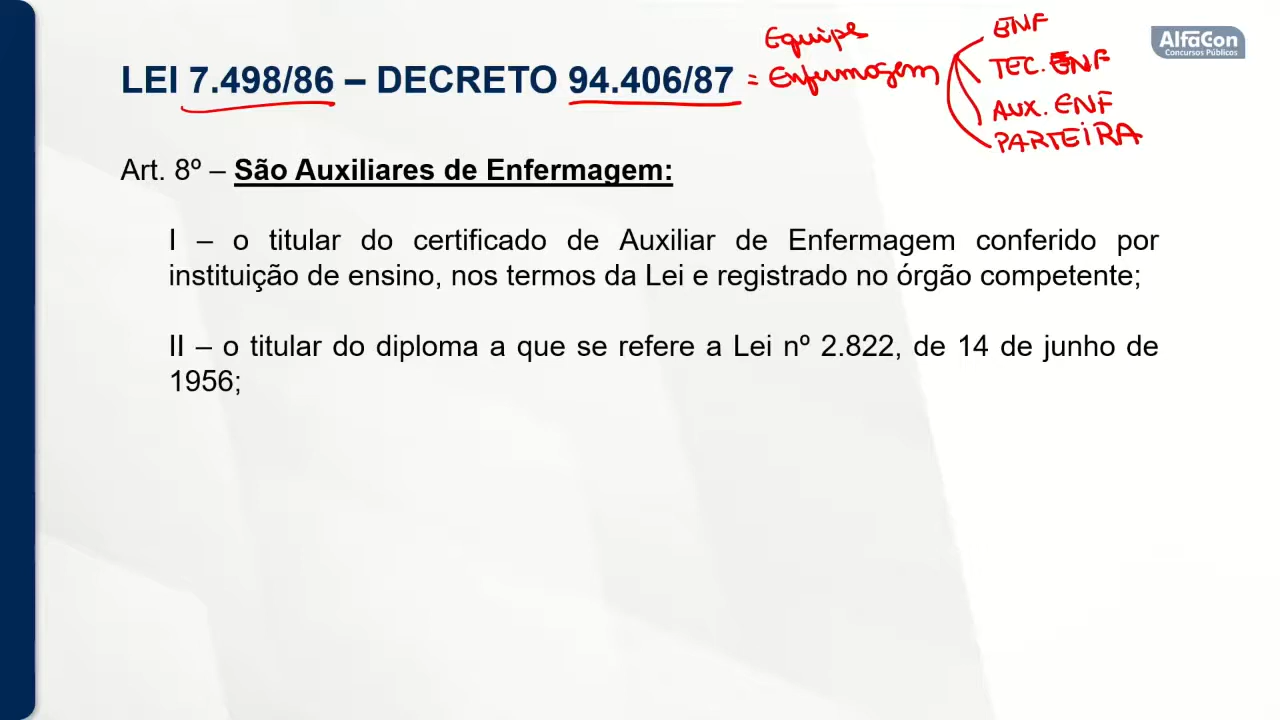 Equipe
= Enfermagem
ENF
TEC. ENF
AUX. ENF
PARTEIRA
AlfaCon
Concursos Públicos
LEI 7.498/86 – DECRETO 94.406/87
Art. 8º – São Auxiliares de Enfermagem:
I – o titular do certificado de Auxiliar de Enfermagem conferido por
instituição de ensino, nos termos da Lei e registrado no órgão competente;
II – o titular do diploma a que se refere a Lei nº 2.822, de 14 de junho de
1956;